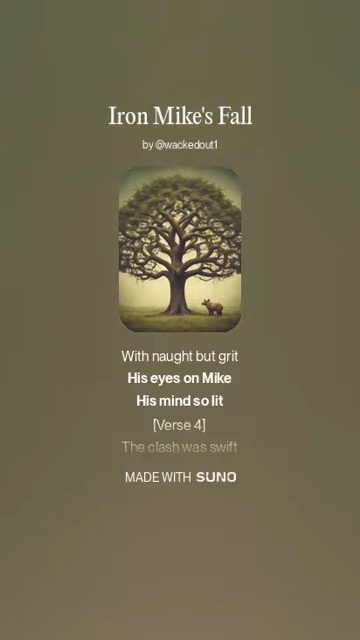 Iron Mike's Fall
by @wackedout1
With naught but grit
His eyes on Mike
His mind so lit
[Verse 4]
The clash was swift
MADE WITH SUNO